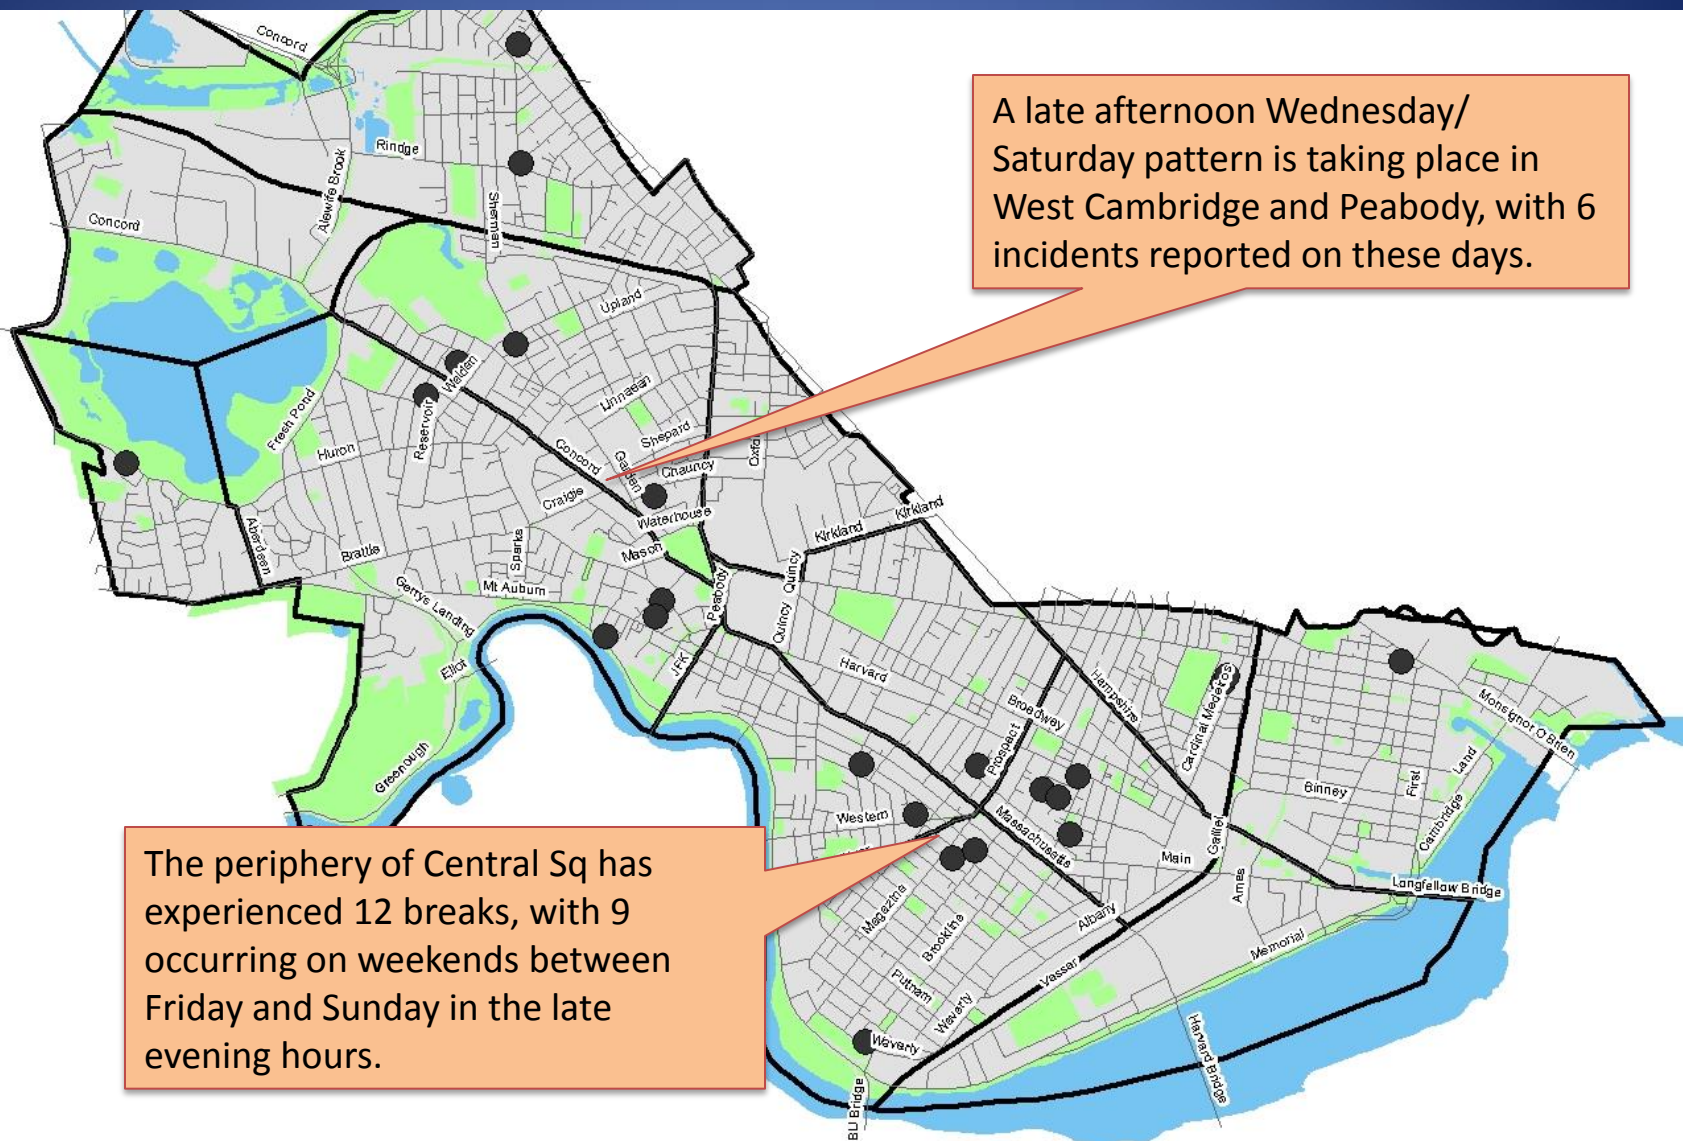 Concord
A late afternoon Wednesday/
Saturday pattern is taking place in
West Cambridge and Peabody, with 6
incidents reported on these days.
Rindge
Alewife Brook
Sherman
Concord
Upland
Walden
Linnaean
Reservoir
Fresh Pond
Huron
Shepard
Concord
Garden
Chauncy
Craigie
Waterhouse
Kirkland
Kirkland
Aberdeen
Brattle
Sparks
Mason
Mt Auburn
Peabody
Quincy
Quincy
Gerrys Landing
Eliot
JFK
Harvard
Hampshire
Broadway
Prospect
Cardinal Medeiros
Monsignor O'Brien
Greenough
Binney
First
Land
Cambridge
Western
Massachusetts
Main
Galilei
Ames
Longfellow Bridge
Magazine
Brookline
Albany
Memorial
Putnam
Waverly
Vassar
Waverly
Harvard Bridge
BU Bridge
The periphery of Central Sq has
experienced 12 breaks, with 9
occurring on weekends between
Friday and Sunday in the late
evening hours.